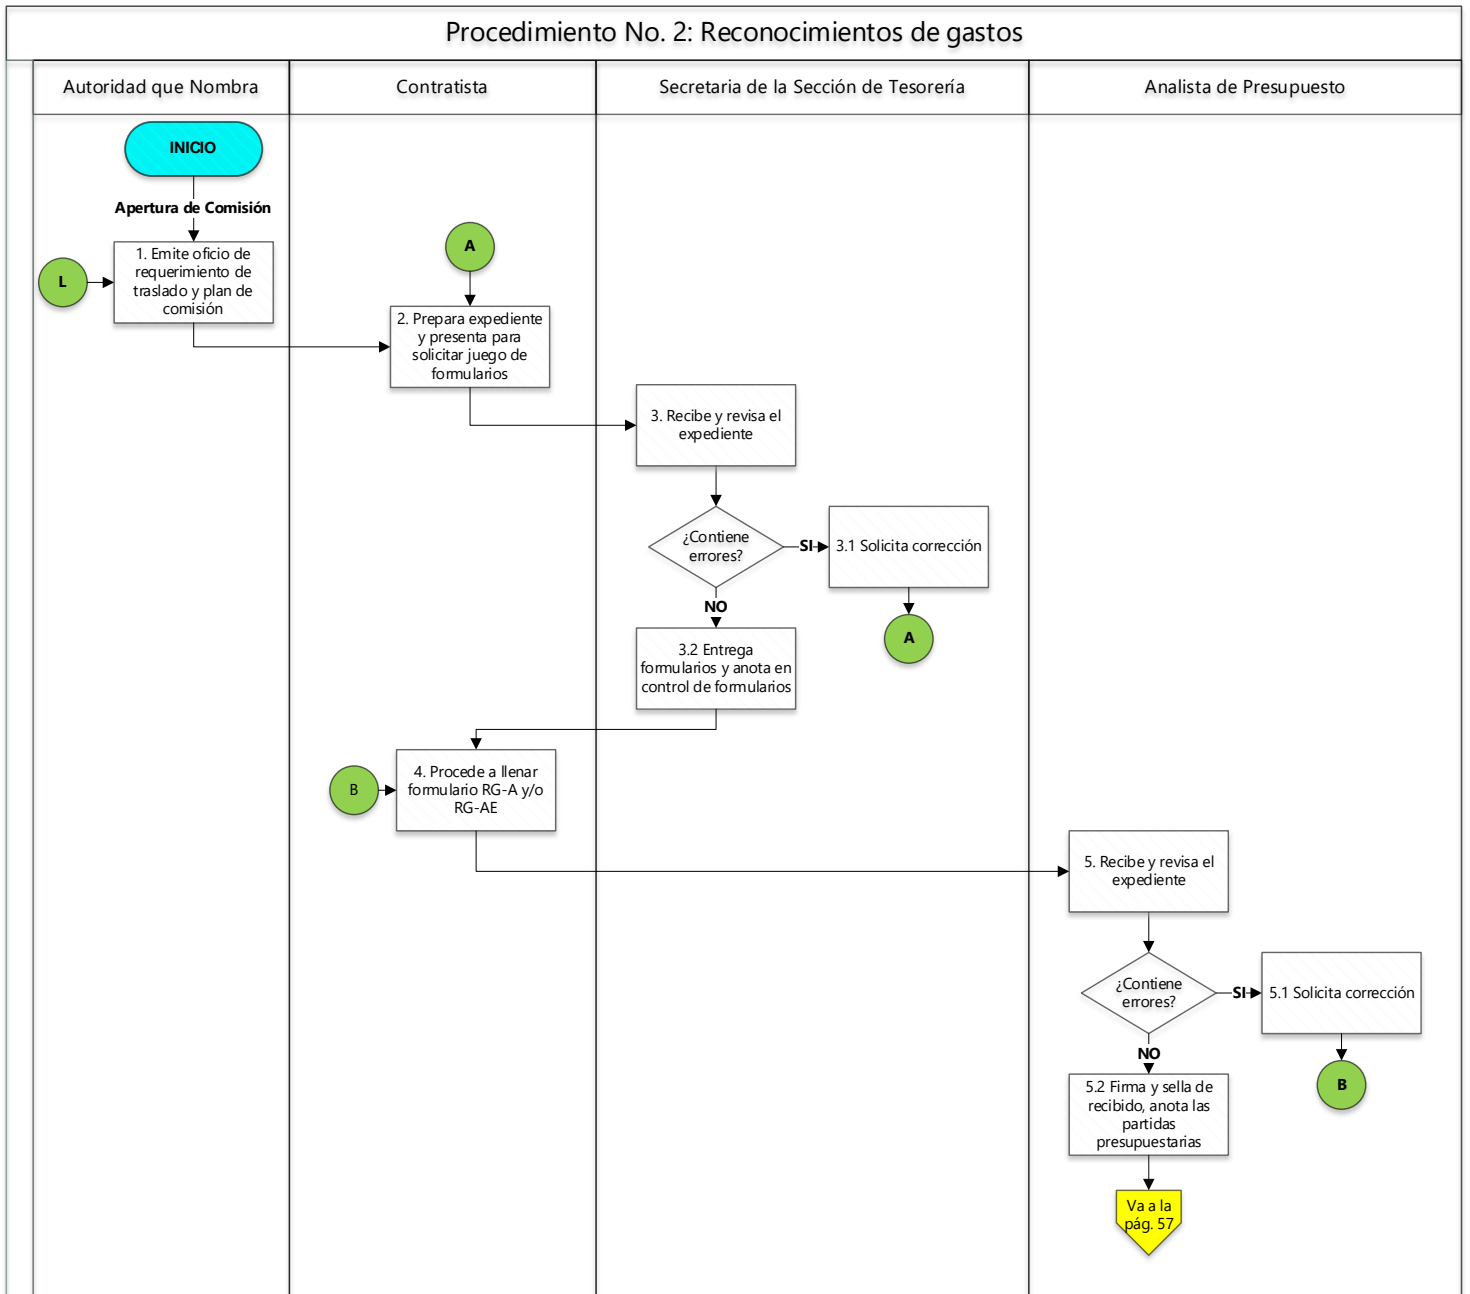 Procedimiento No. 2: Reconocimientos de gastos
Autoridad que Nombra
Contratista
Secretaria de la Sección de Tesorería
Analista de Presupuesto
INICIO
Apertura de Comisión
L
1. Emite oficio de
requerimiento de
traslado y plan de
comisión
A
2. Prepara expediente
y presenta para
solicitar juego de
formularios
3. Recibe y revisa el
expediente
¿Contiene
errores?
SI
3.1 Solicita corrección
A
NO
3.2 Entrega
formularios y anota en
control de formularios
B
4. Procede a llenar
formulario RG-A y/o
RG-AE
5. Recibe y revisa el
expediente
¿Contiene
errores?
SI
5.1 Solicita corrección
B
NO
5.2 Firma y sella de
recibido, anota las
partidas
presupuestarias
Va a la
pág. 57